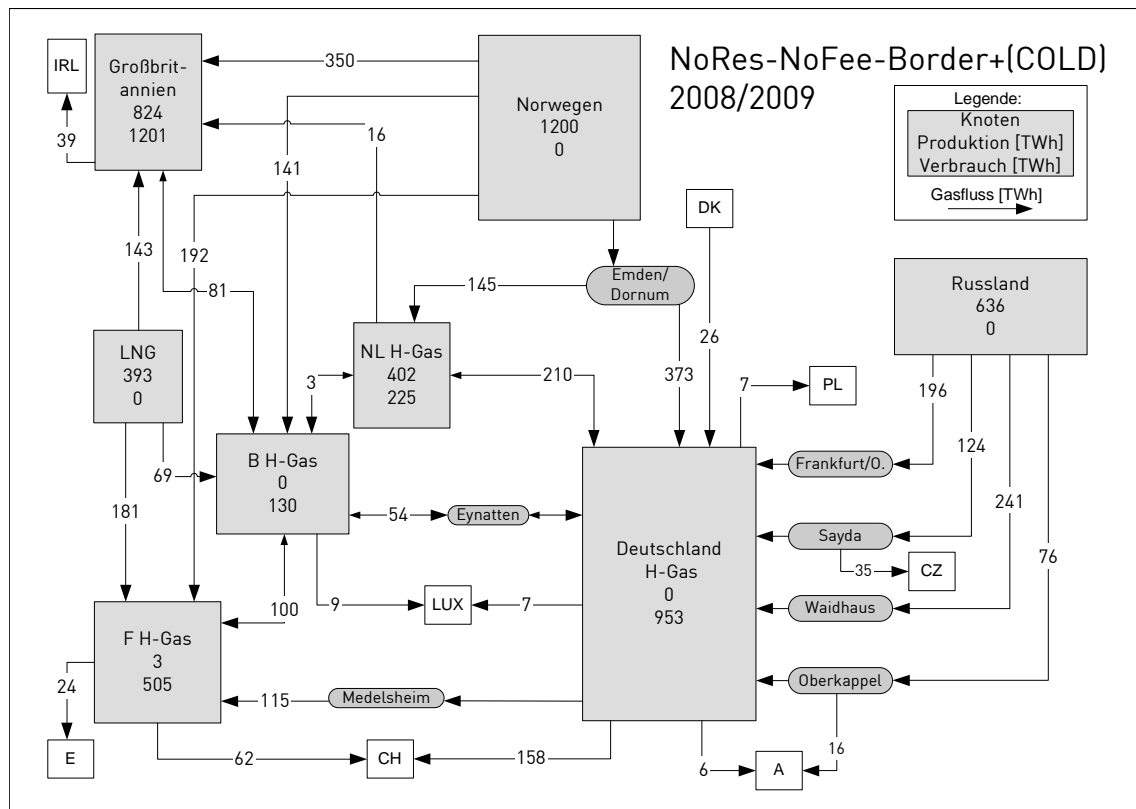 NoRes-NoFee-Border+(COLD)
2008/2009
Legende:
Knoten
Produktion [TWh]
Verbrauch [TWh]
Gasfluss [TWh]
IRL
Großbrit-
annien
824
1201
350
Norwegen
1200
0
39
16
141
DK
143
192
81
Emden/
Dornum
145
Russland
636
0
LNG
393
0
NL H-Gas
402
225
26
3
210
373
7
PL
196
B H-Gas
0
130
69
Frankfurt/O.
124
181
54
Eynatten
241
Deutschland
H-Gas
0
953
Sayda
35
CZ
76
100
9
LUX
7
Waidhaus
F H-Gas
3
505
24
115
Medelsheim
Oberkappel
E
62
CH
158
6
A
16